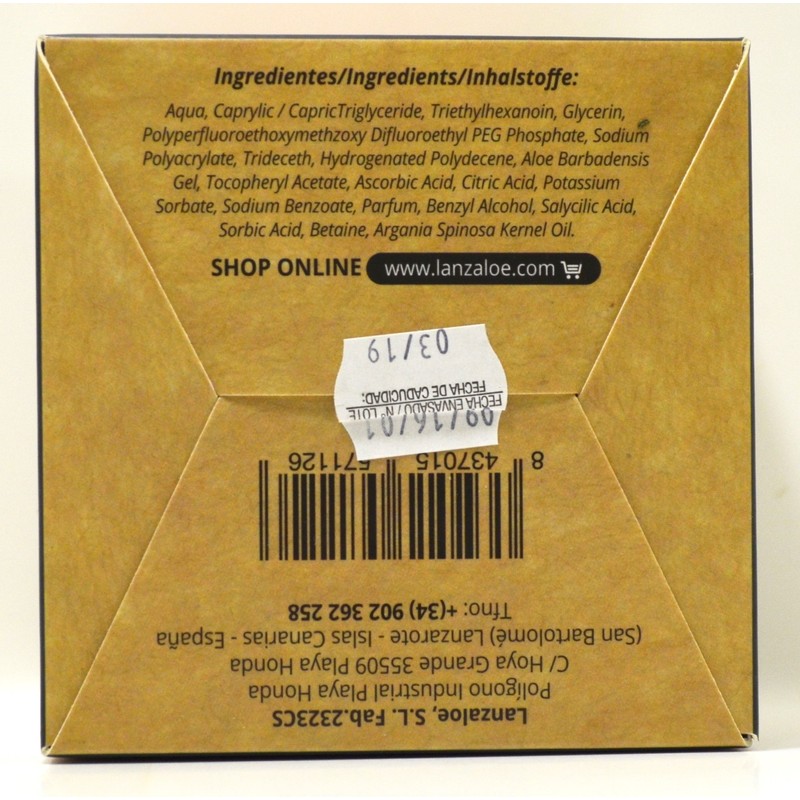 Ingredientes/Ingredients/Inhalstoffe:
Aqua, Caprylic / CapricTriglyceride, Triethylhexanoin, Glycerin,
Polyperfluoroethoxymethzoxy Difluoroethyl PEG Phosphate, Sodium
Polyacrylate, Trideceth, Hydrogenated Polydecene, Aloe Barbadensis
Gel, Tocopheryl Acetate, Ascorbic Acid, Citric Acid, Potassium
Sorbate, Sodium Benzoate, Parfum, Benzyl Alcohol, Salycilic Acid,
Sorbic Acid, Betaine, Argania Spinosa Kernel Oil.
SHOP ONLINE www.lanzaloe.com
09/16/01
FECHA ENVASADO / Nº LOTE
FECHA DE CADUCIDAD:
03/19
Lanzaloe, S.L. Fab.2323CS
Polígono Industrial Playa Honda
C/ Hoya Grande 35509 Playa Honda
(San Bartolomé) Lanzarote - Islas Canarias - España
Tfno: +(34) 902 362 258
8 437015 571126